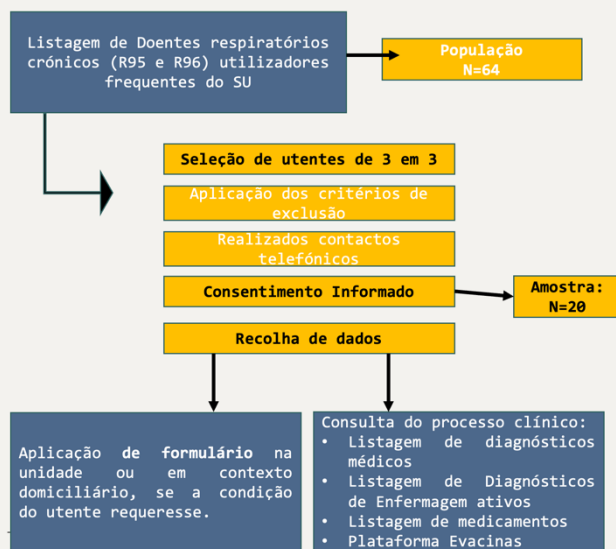 Listagem de Doentes respiratórios
crónicos (R95 e R96) utilizadores
frequentes do SU
População
N=64
Seleção de utentes de 3 em 3
Aplicação dos critérios de
exclusão
Realizados contactos
telefónicos
Consentimento Informado
Amostra:
N=20
Recolha de dados
Aplicação de formulário na
unidade ou em contexto
domiciliário, se a condição
do utente requeresse.
Consulta do processo clínico:
• Listagem de diagnósticos
médicos
• Listagem de Diagnósticos
de Enfermagem ativos
• Listagem de medicamentos
• Plataforma Evacinas